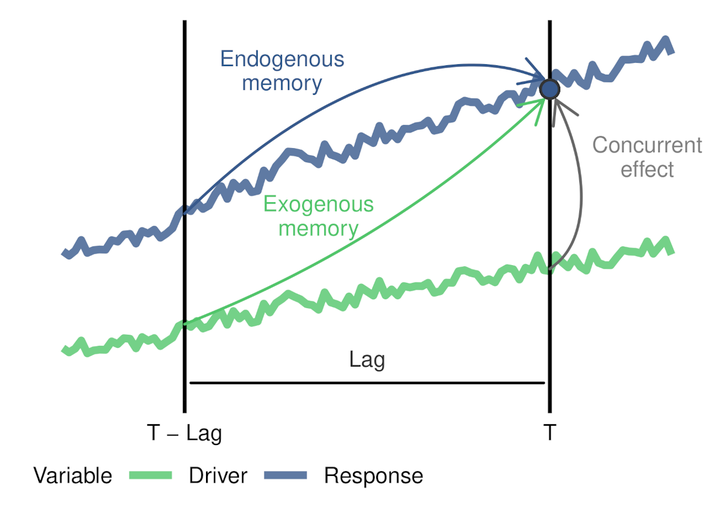 Endogenous
memory
Concurrent
effect
Exogenous
memory
Lag
T – Lag
T
Variable
Driver
Response